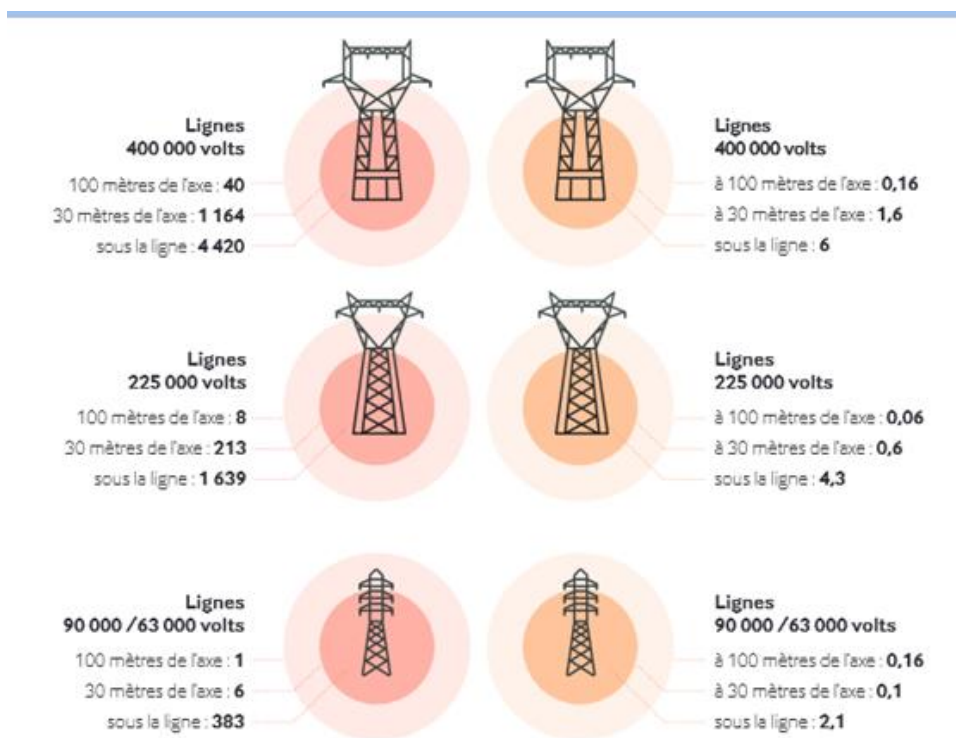 Lignes
400 000 volts
100 mètres de l'axe : 40
30 mètres de l'axe : 1 164
sous la ligne : 4 420
Lignes
400 000 volts
à 100 mètres de l'axe : 0,16
à 30 mètres de l'axe : 1,6
sous la ligne : 6
Lignes
225 000 volts
100 mètres de l'axe : 8
30 mètres de l'axe : 213
sous la ligne : 1 639
Lignes
225 000 volts
à 100 mètres de l'axe : 0,06
à 30 mètres de l'axe : 0,6
sous la ligne : 4,3
Lignes
90 000 /63 000 volts
100 mètres de l'axe : 1
30 mètres de l'axe : 6
sous la ligne : 383
Lignes
90 000 /63 000 volts
à 100 mètres de l'axe : 0,16
à 30 mètres de l'axe : 0,1
sous la ligne : 2,1